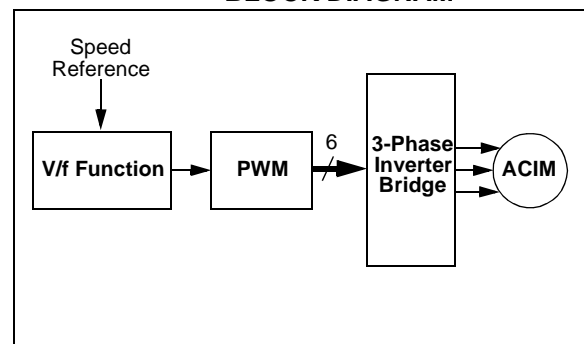 BLOCK DIAGRAM
Speed
Reference
V/f Function
PWM
6
3-Phase
Inverter
Bridge
ACIM